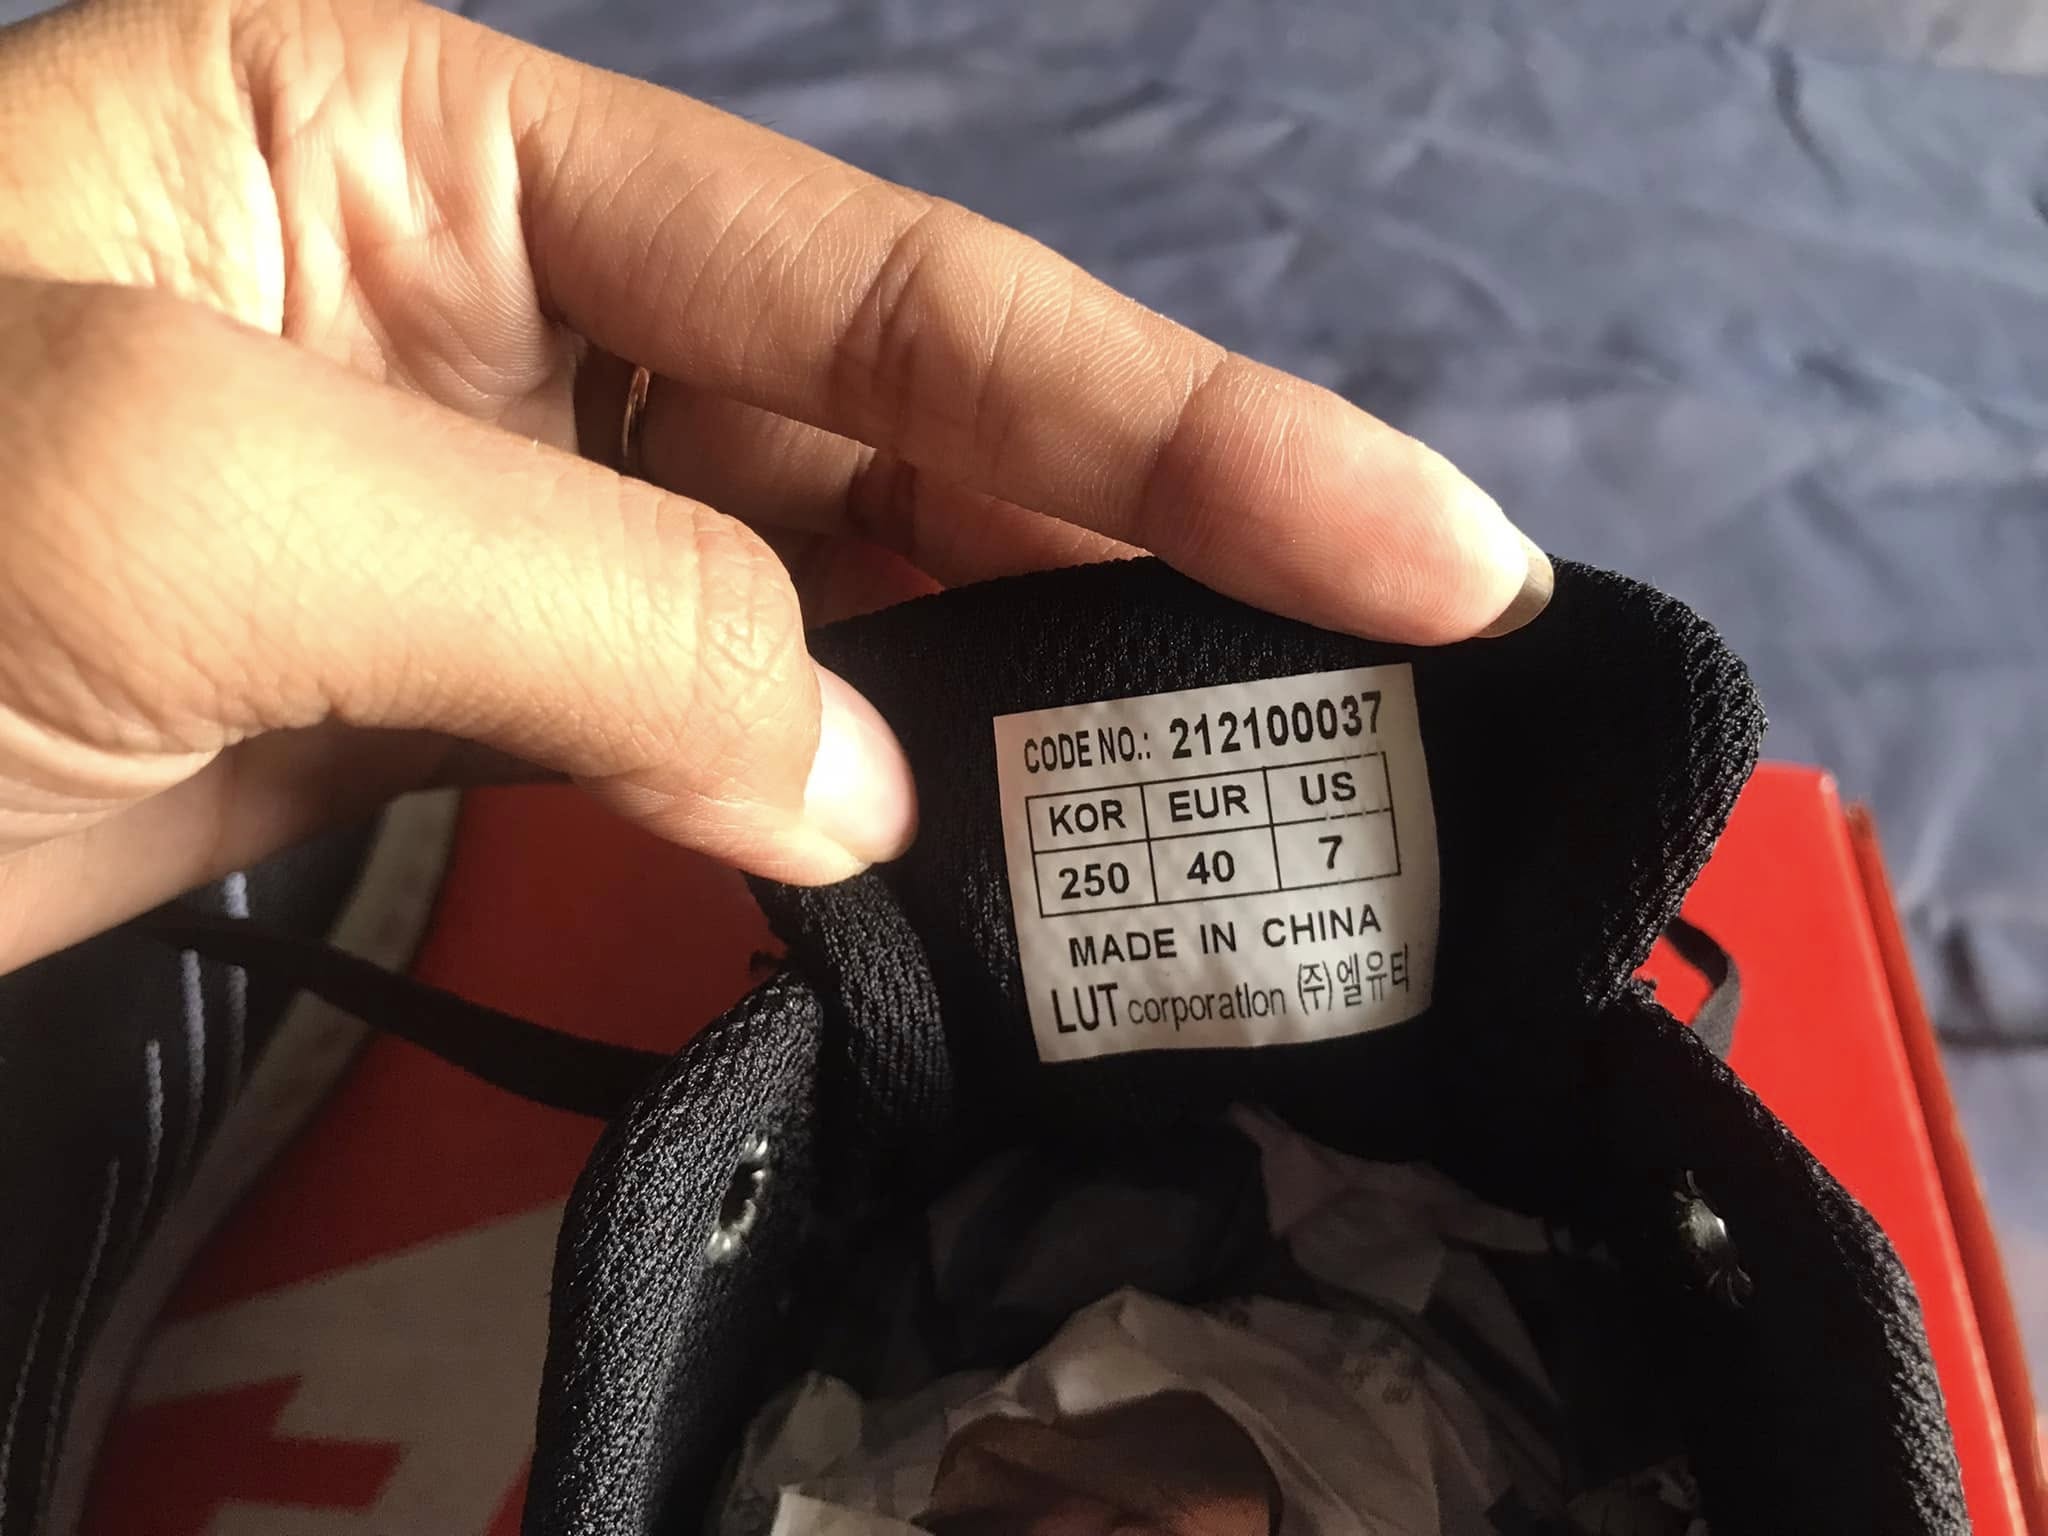 CODE NO.: 212100037
KOR EUR US
250 40 7
MADE IN CHINA
LUT corporation (주)엘유티